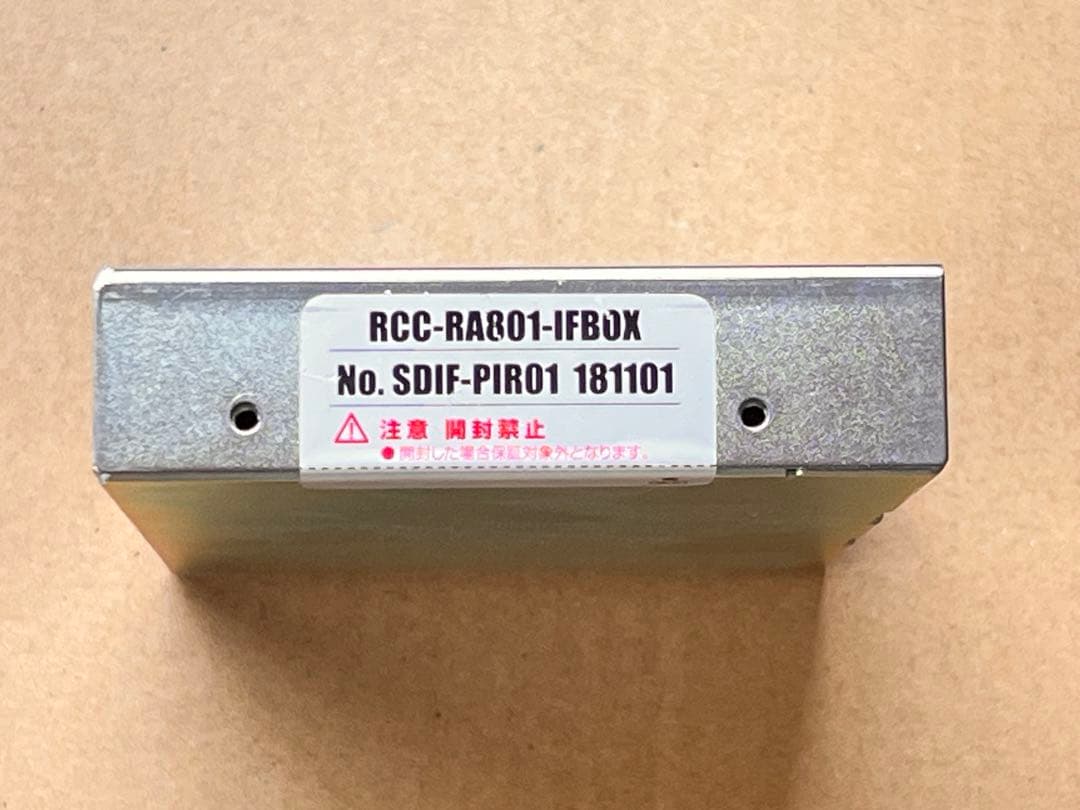 RCC-RA801-IFBOX
No. SDIF-PIR01 181101
⚠ 注意 開封禁止
●開封した場合保証対象外となります。